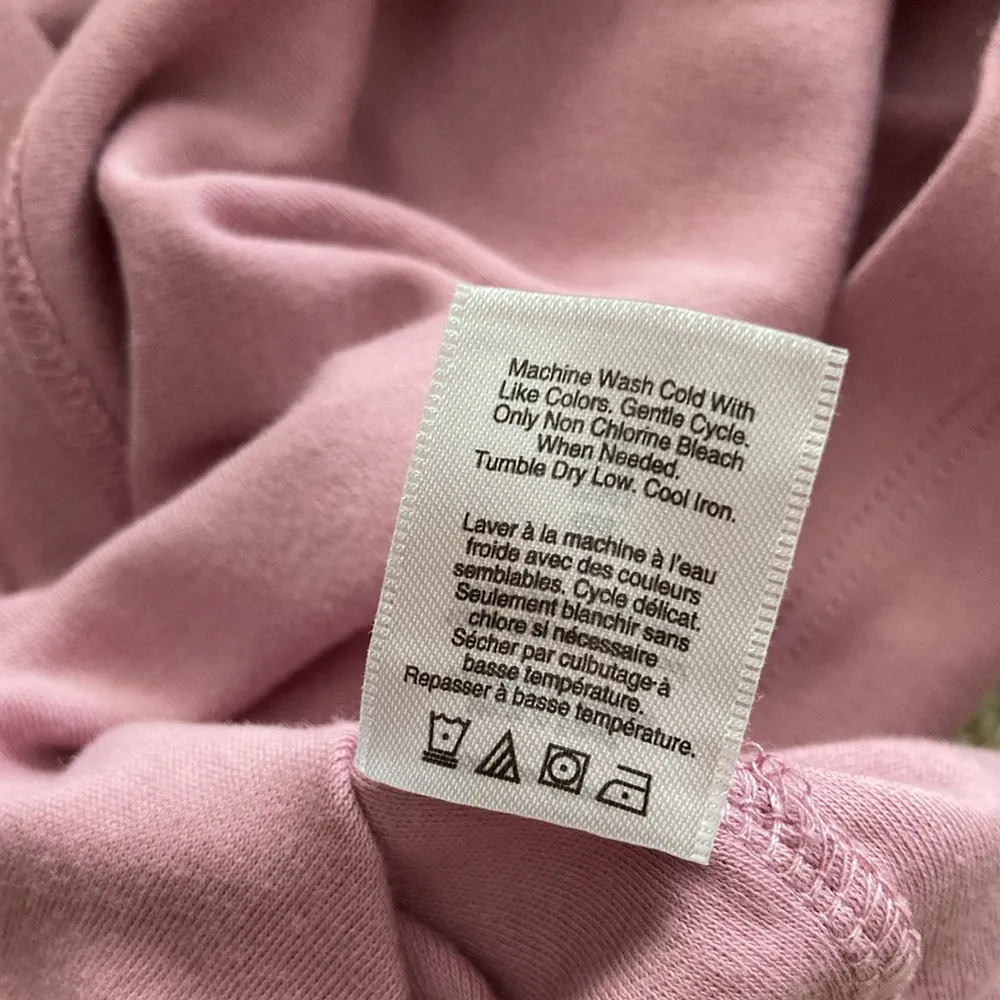 Machine Wash Cold With
Like Colors. Gentle Cycle.
Only Non Chlorine Bleach
When Needed.
Tumble Dry Low. Cool Iron.
Laver à la machine à l'eau
froide avec des couleurs
semblables. Cycle délicat.
Seulement blanchir sans
chlore si nécessaire
Sécher par culbutage à
basse température.
Repasser à basse température.